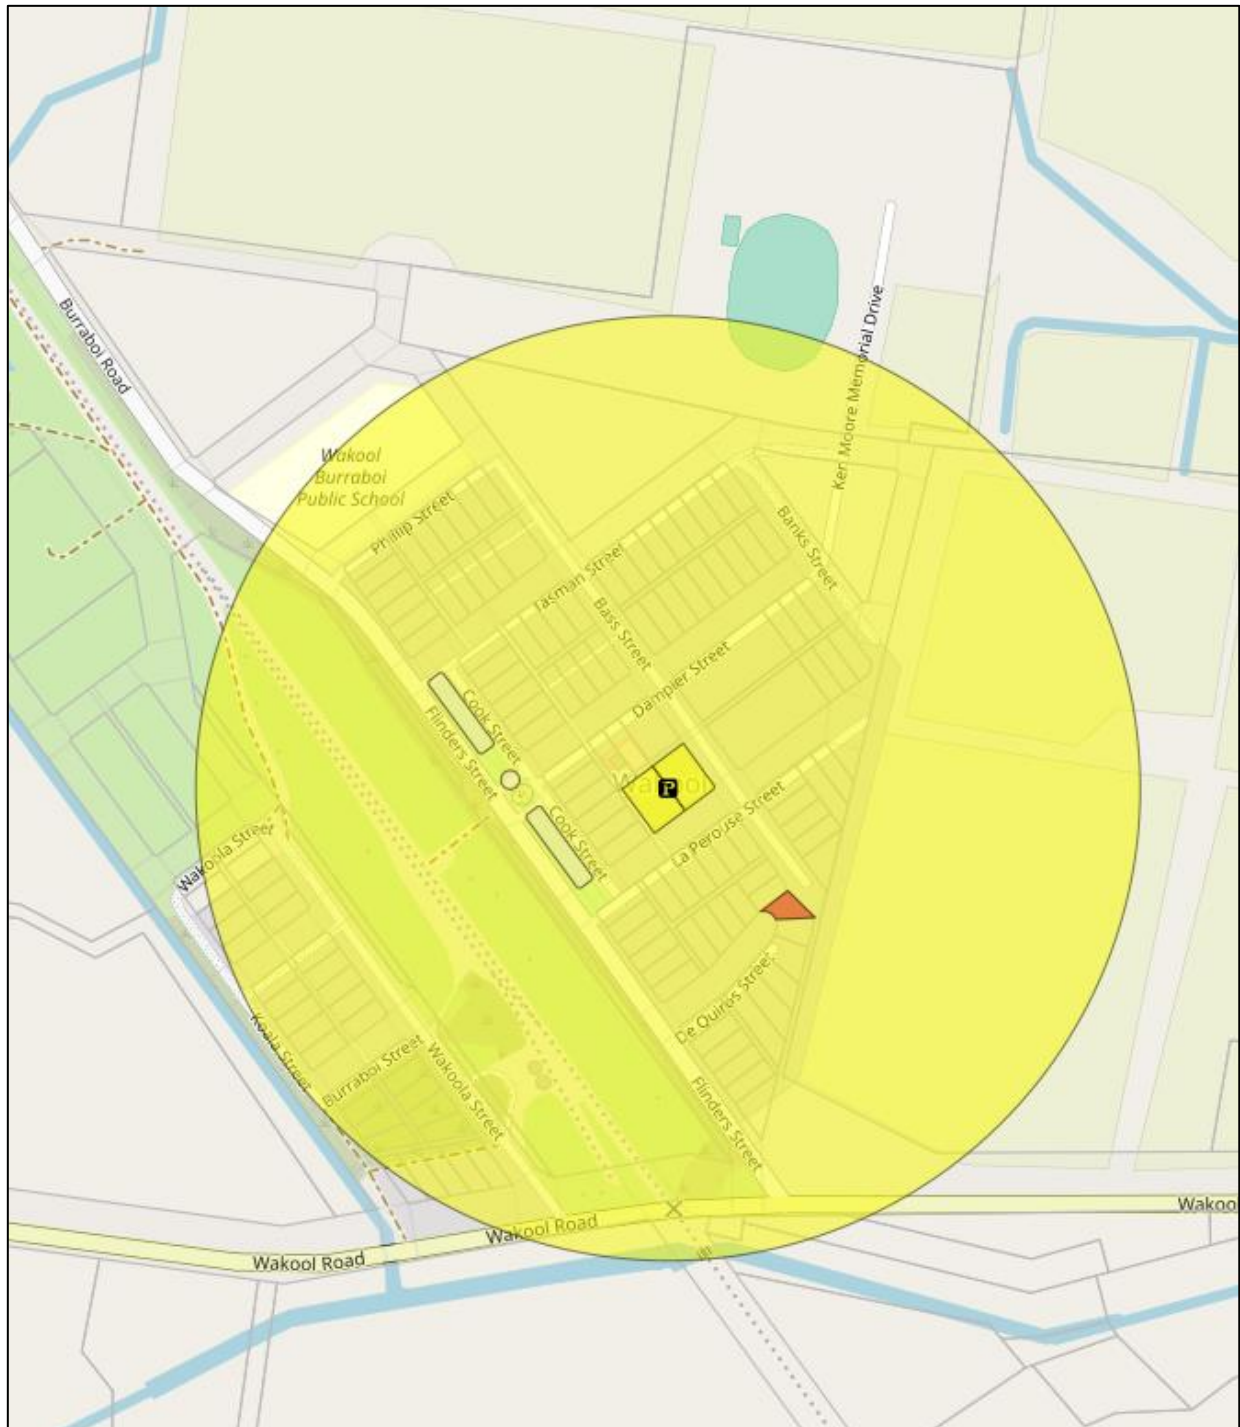 Burraboi Road
Ken Moore Memorial Drive
Wakool
Burraboi
Public School
Phillip Street
Banks Street
Tasman Street
Bass Street
Dampier Street
Cook Street
Flinders Street
P
La Perouse Street
Cook Street
Wakoola Street
De Quiros Street
Koala Street
Burraboi Street
Wakoola Street
Flinders Street
Wakoo
Wakool Road
Wakool Road